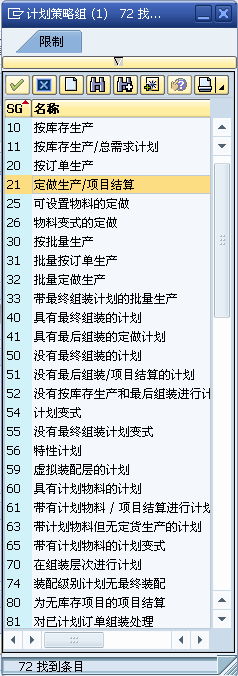 计划策略组 (1) 72 找...
限制
SG 名称
10 按库存生产
11 按库存生产/总需求计划
20 按订单生产
21 定做生产/项目结算
25 可设置物料的定做
26 物料变式的定做
30 按批量生产
31 批量按订单生产
32 批量定做生产
33 带最终组装计划的批量生产
40 具有最终组装的计划
41 具有最后组装的定做计划
50 没有最终组装的计划
51 没有最后组装/项目结算的计划
52 没有按库存生产和最后组装进行计
54 计划变式
55 没有最终组装计划变式
56 特性计划
59 虚拟装配层的计划
60 具有计划物料的计划
61 带有计划物料 / 项目结算进行计划
63 带计划物料但无定货生产的计划
65 带有计划物料的计划变式
70 在组装层次进行计划
74 装配级别计划无最终装配
80 为无库存项目的项目结算
81 对已计划订单组装处理
72 找到条目